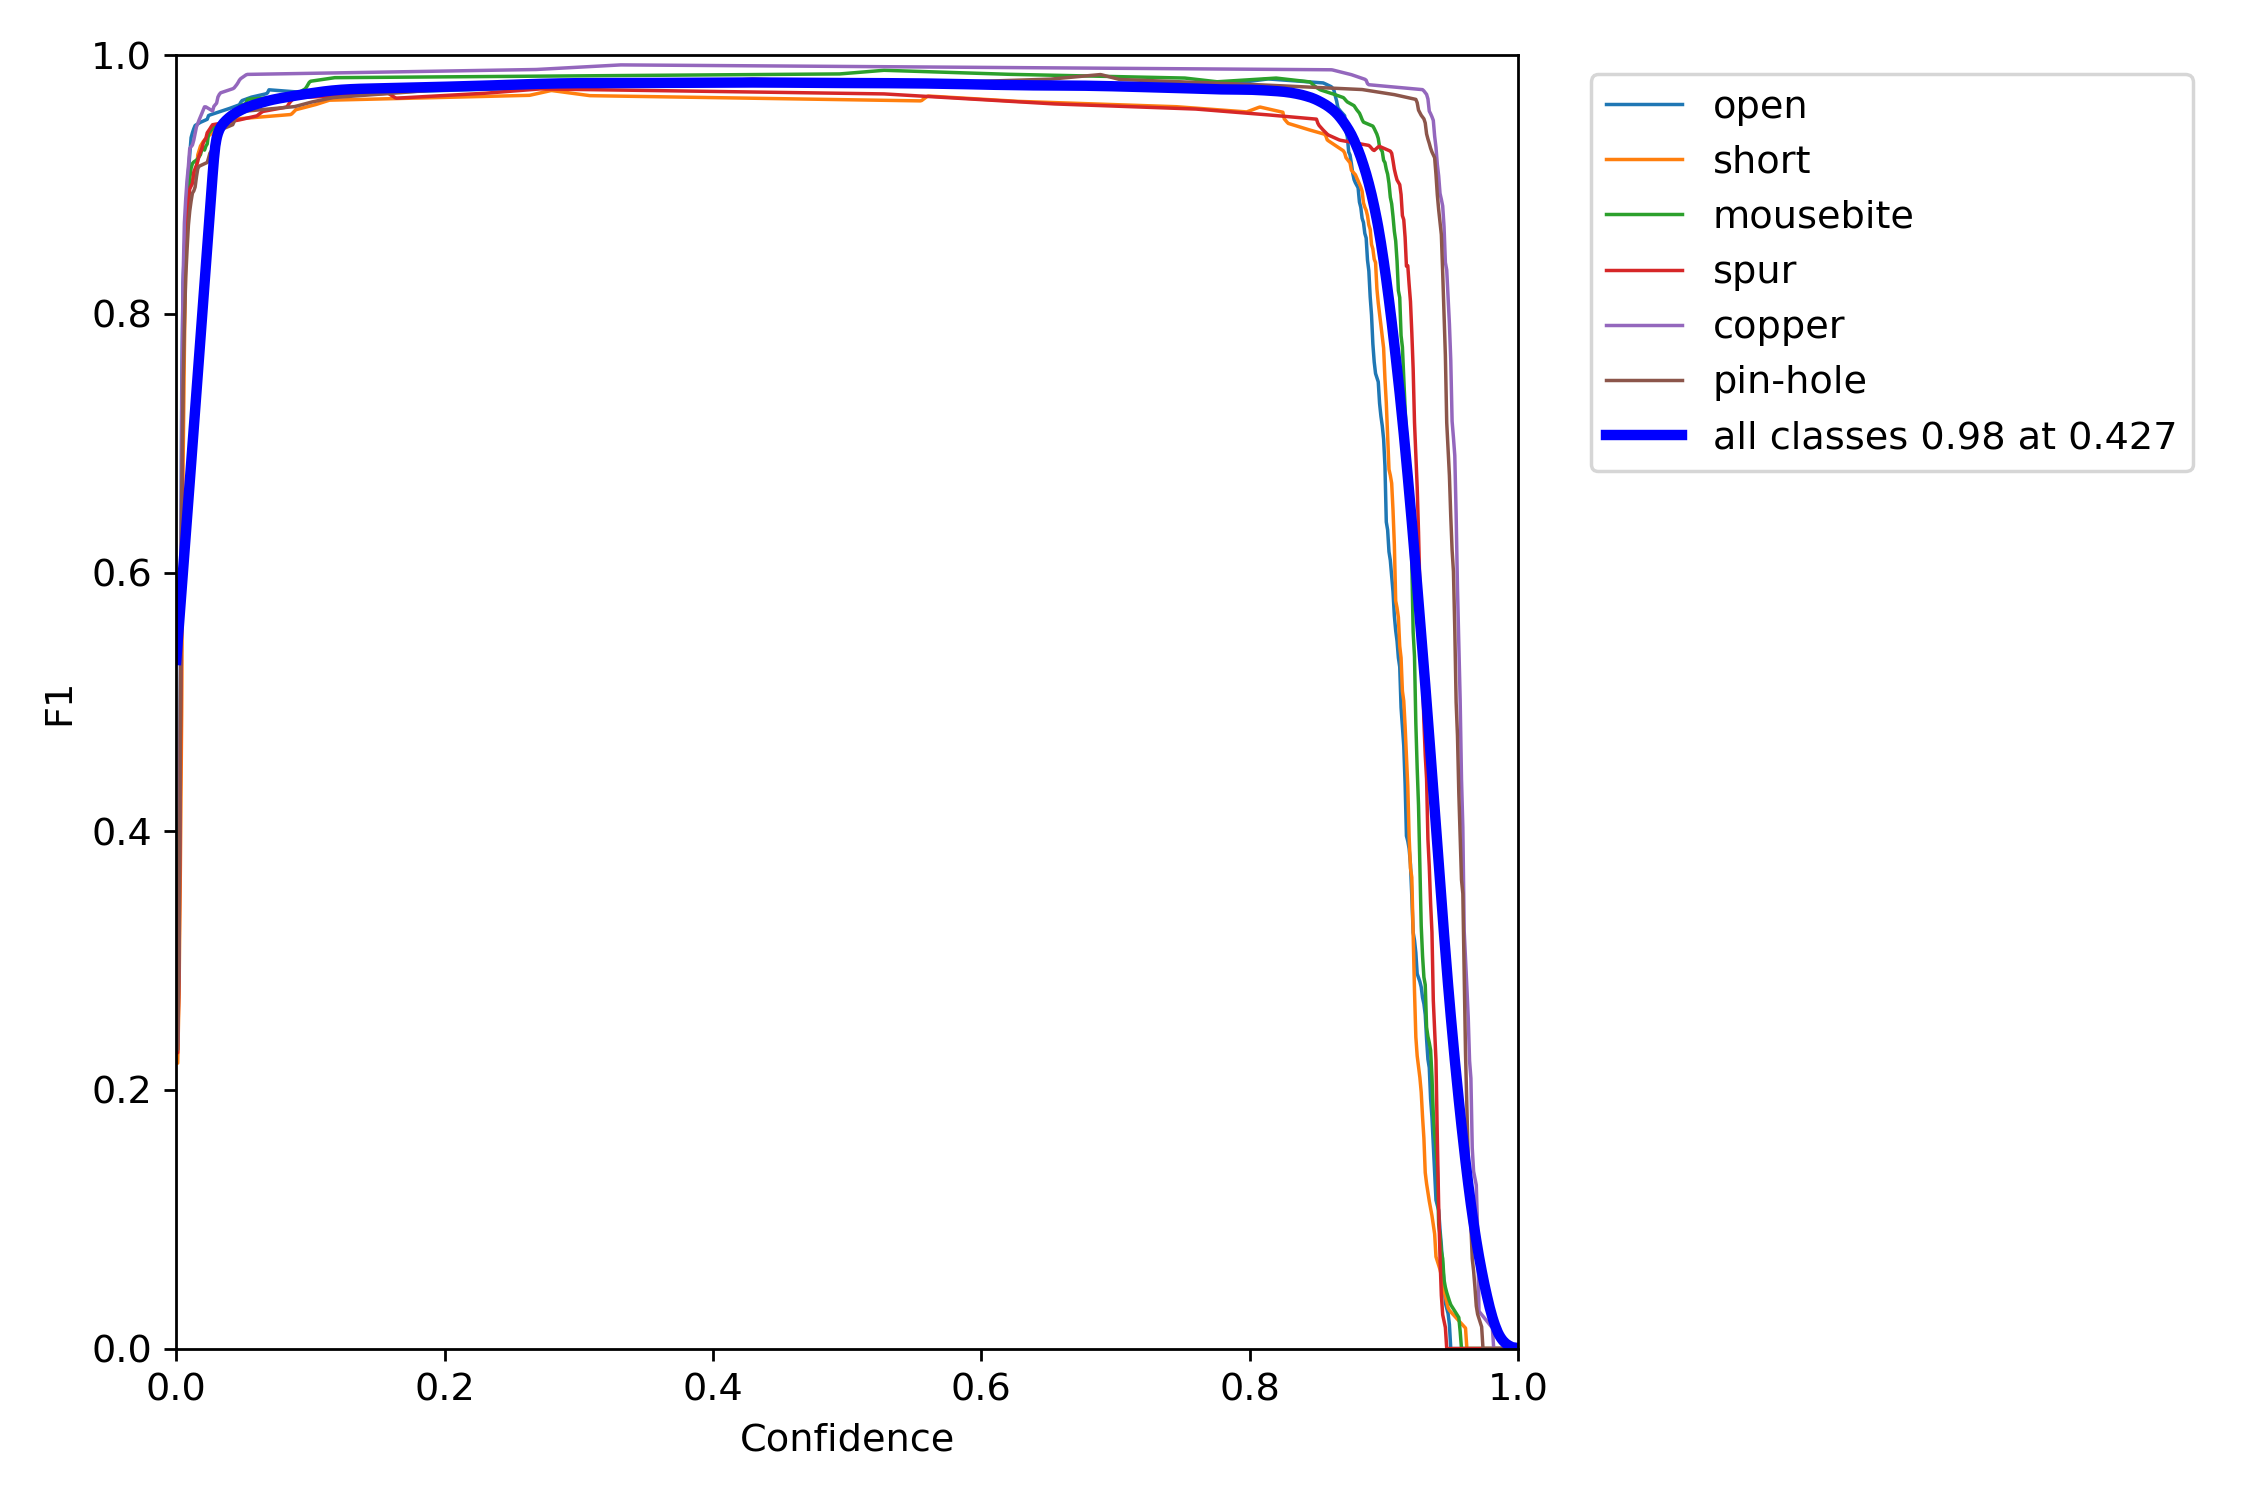 1.0
0.8
0.6
0.4
0.2
0.0
F1
0.0 0.2 0.4 0.6 0.8 1.0
Confidence
open
short
mousebite
spur
copper
pin-hole
all classes 0.98 at 0.427